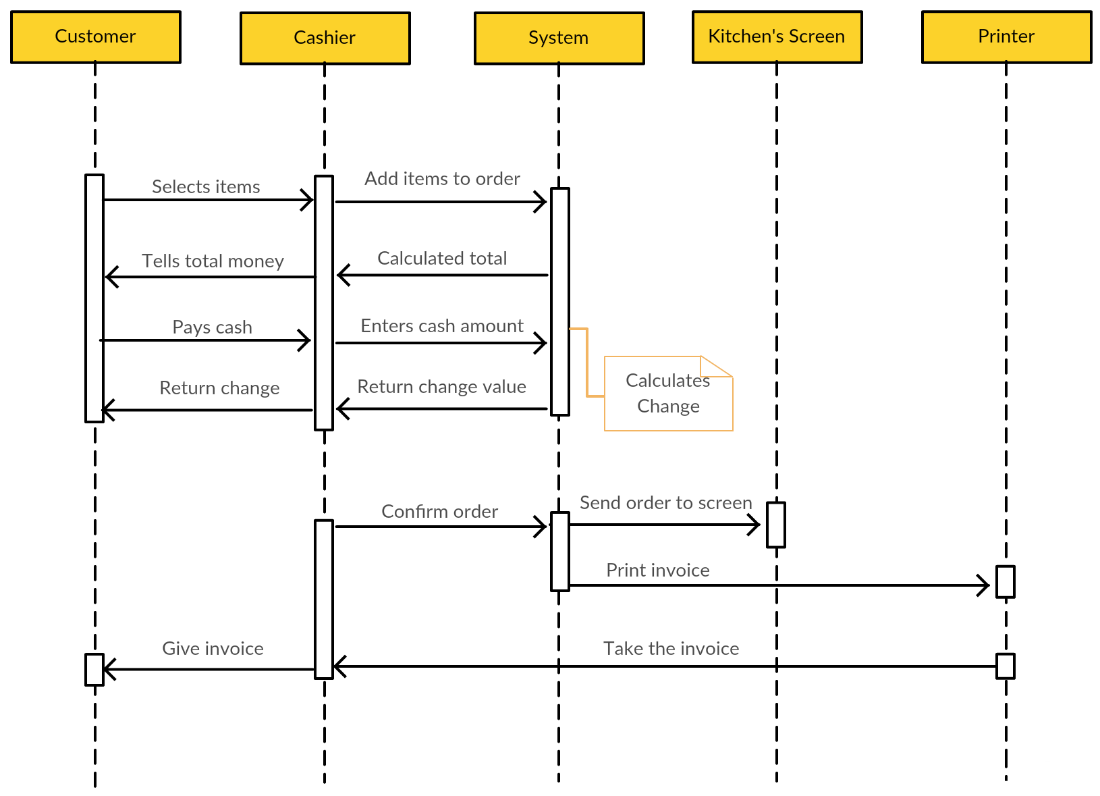 Customer
Cashier
System
Kitchen's Screen
Printer
Selects items
Add items to order
Tells total money
Calculated total
Pays cash
Enters cash amount
Calculates
Change
Return change
Return change value
Confirm order
Send order to screen
Print invoice
Give invoice
Take the invoice